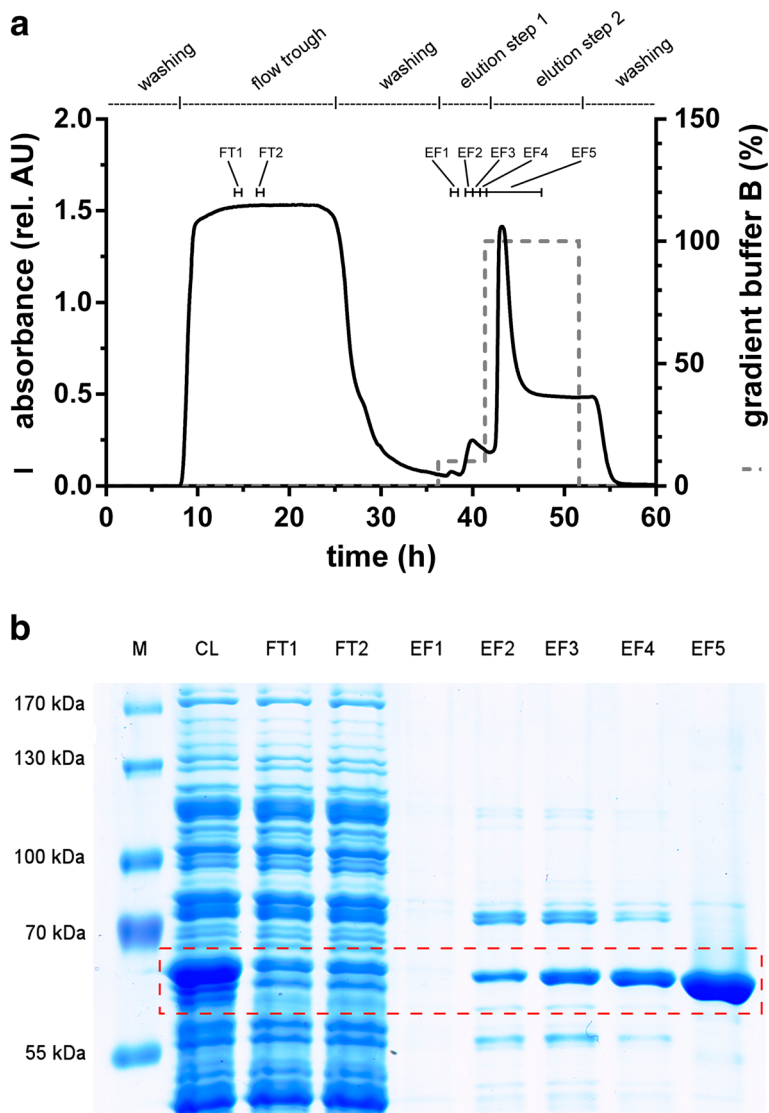 a
washing flow trough washing elution step 1 elution step 2 washing
2.0 150
FT1 FT2 EF1 EF2 EF3 EF4 EF5
1.5
100
1.0
50
0.5
0.0 0
0 10 20 30 40 50 60
time (h)
absorbance (rel. AU)
gradient buffer B (%)
b
M CL FT1 FT2 EF1 EF2 EF3 EF4 EF5
170 kDa
130 kDa
100 kDa
70 kDa
55 kDa